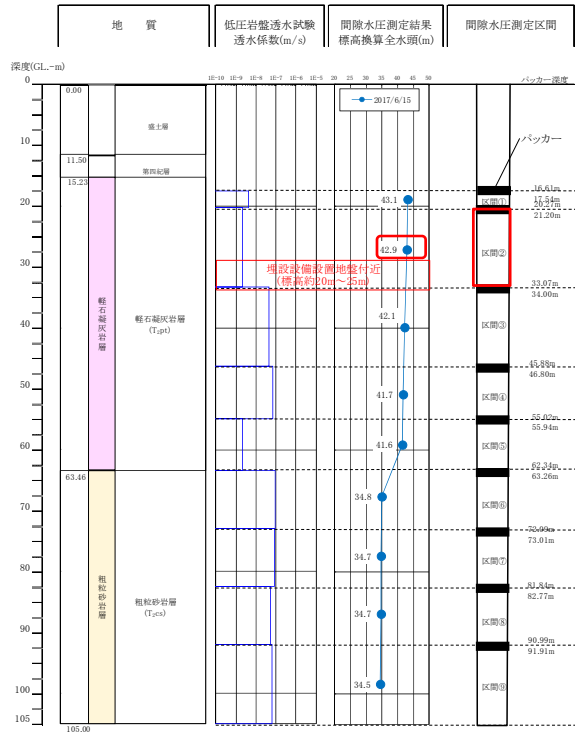 地 質
低圧岩盤透水試験
透水係数(m/s)
間隙水圧測定結果
標高換算全水頭(m)
間隙水圧測定区間
深度(GL.-m)
1E-10 1E-9 1E-8 1E-7 1E-6 1E-5
20 25 30 35 40 45 50
パッカー深度
0
0.00
2017/6/15
盛土層
パッカー
10
11.50
第四紀層
15.23
16.61m
17.54m
区間①
43.1
20
20.27m
21.20m
42.9
区間②
埋設設備設置地盤付近
(標高約20m~25m)
30
33.07m
34.00m
軽石凝灰岩層
軽石凝灰岩層
(T₂pt)
42.1
区間③
40
45.88m
46.80m
41.7
区間④
50
55.02m
55.94m
41.6
区間⑤
60
62.34m
63.26m
63.46
34.8
区間⑥
70
72.09m
73.01m
34.7
区間⑦
80
81.84m
82.77m
粗粒砂岩層
粗粒砂岩層
(T₂cs)
34.7
区間⑧
90
90.99m
91.91m
34.5
区間⑨
100
105
105.00